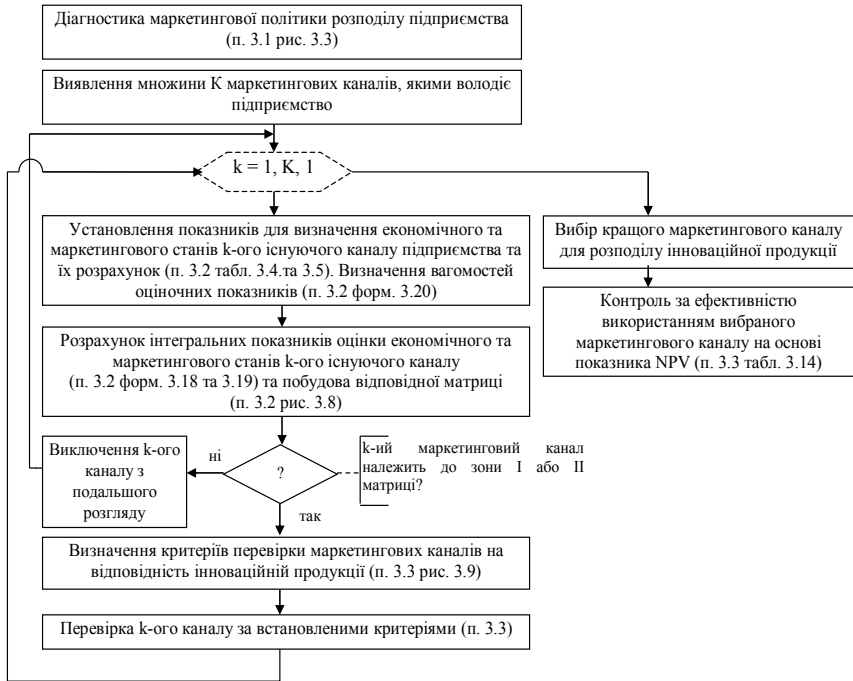 Діагностика маркетингової політики розподілу підприємства
(п. 3.1 рис. 3.3)
Виявлення множини K маркетингових каналів, якими володіє
підприємство
k = 1, K, 1
Установлення показників для визначення економічного та
маркетингового станів k-ого існуючого каналу підприємства та
їх розрахунок (п. 3.2 табл. 3.4.та 3.5). Визначення вагомостей
оціночних показників (п. 3.2 форм. 3.20)
Вибір кращого маркетингового каналу
для розподілу інноваційної продукції
Контроль за ефективністю
використанням вибраного
маркетингового каналу на основі
показника NPV (п. 3.3 табл. 3.14)
Розрахунок інтегральних показників оцінки економічного та
маркетингового станів k-ого існуючого каналу
(п. 3.2 форм. 3.18 та 3.19) та побудова відповідної матриці
(п. 3.2 рис. 3.8)
Виключення k-ого
каналу з
подальшого
розгляду
ні
?
k-ий маркетинговий канал
належить до зони I або II
матриці?
так
Визначення критеріїв перевірки маркетингових каналів на
відповідність інноваційній продукції (п. 3.3 рис. 3.9)
Перевірка k-ого каналу за встановленими критеріями (п. 3.3)